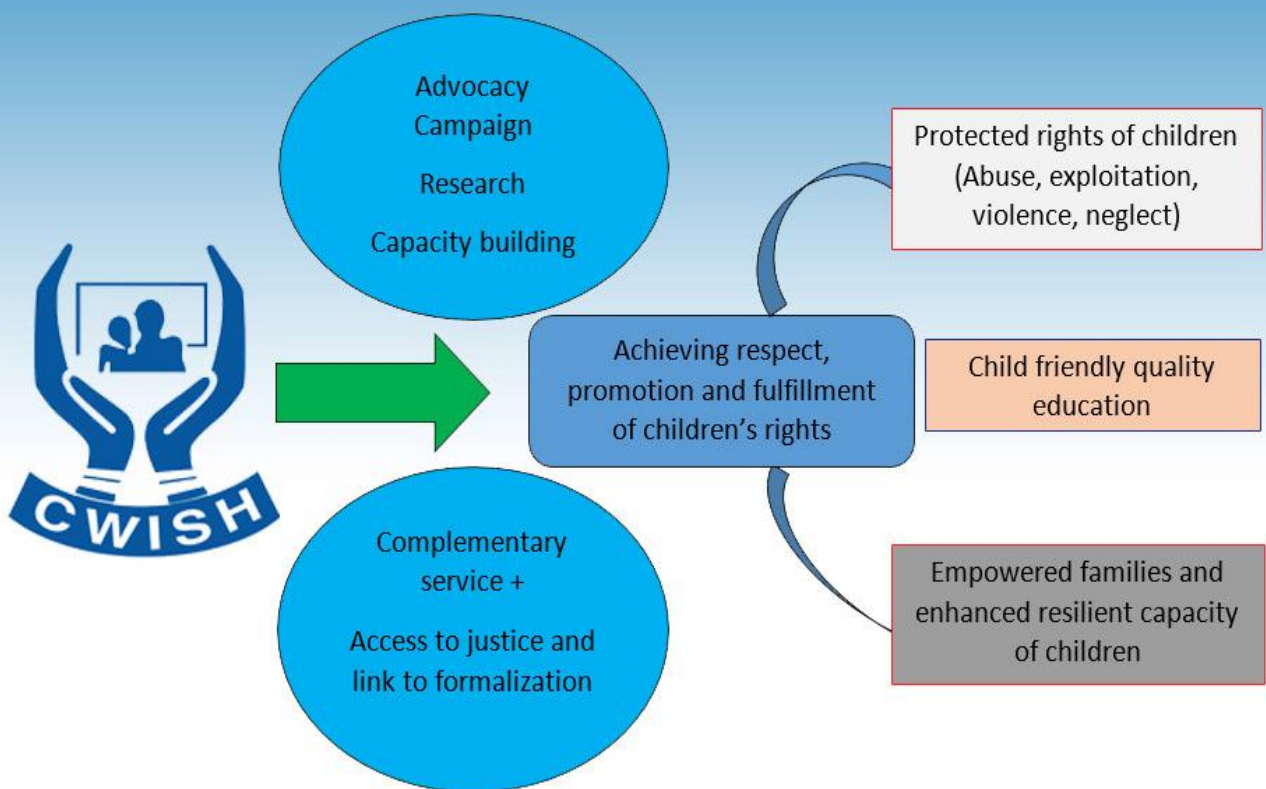 CWISH
Advocacy
Campaign
Research
Capacity building
Complementary
service +
Access to justice and
link to formalization
Achieving respect,
promotion and fulfillment
of children’s rights
Protected rights of children
(Abuse, exploitation,
violence, neglect)
Child friendly quality
education
Empowered families and
enhanced resilient capacity
of children